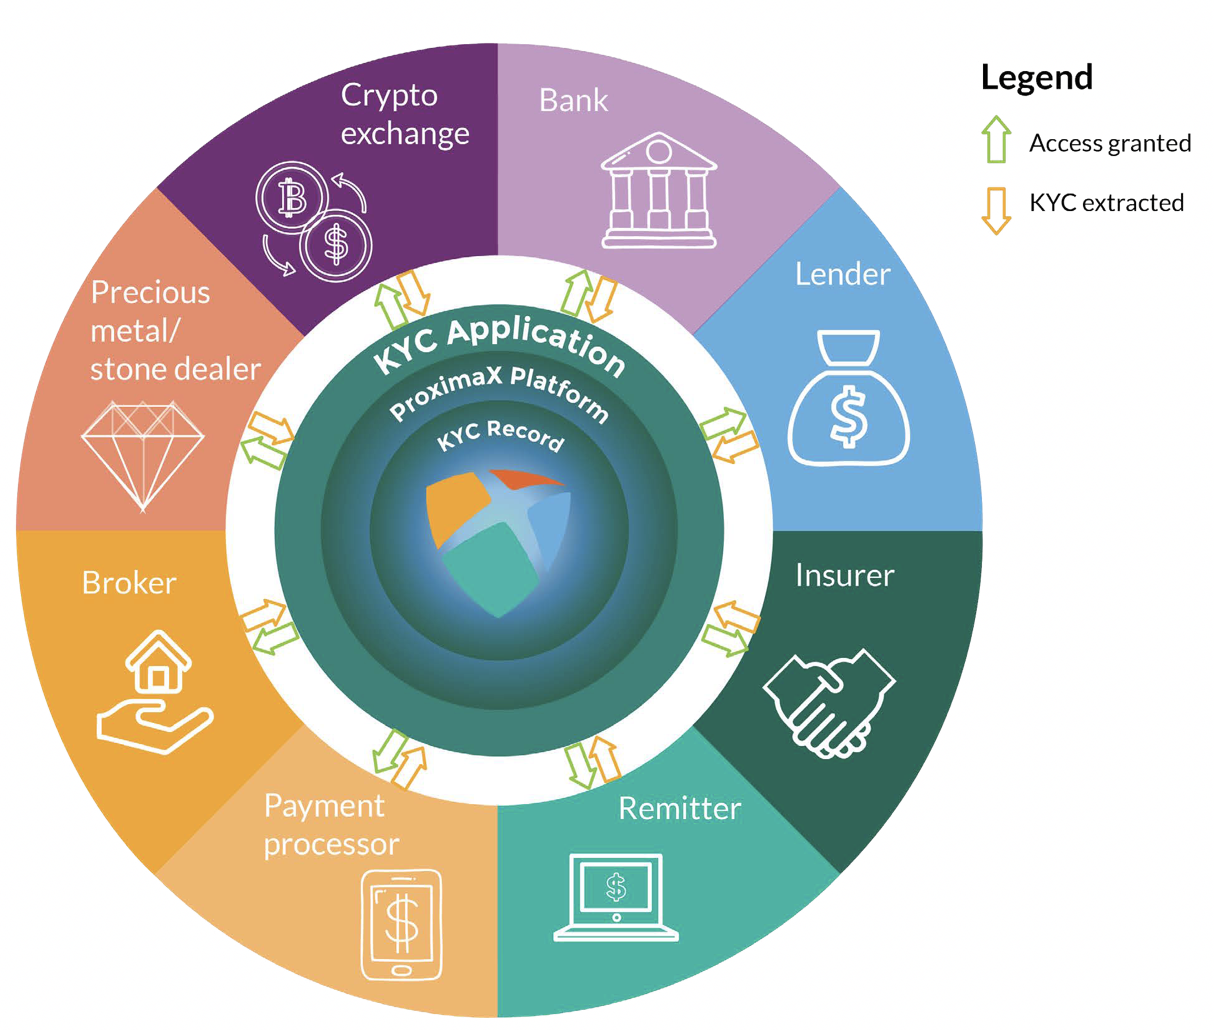 Crypto
exchange
Bank
Legend
Access granted
KYC extracted
Lender
Precious
metal/
stone dealer
KYC Application
ProximaX Platform
KYC Record
Broker
Insurer
Payment
processor
Remitter